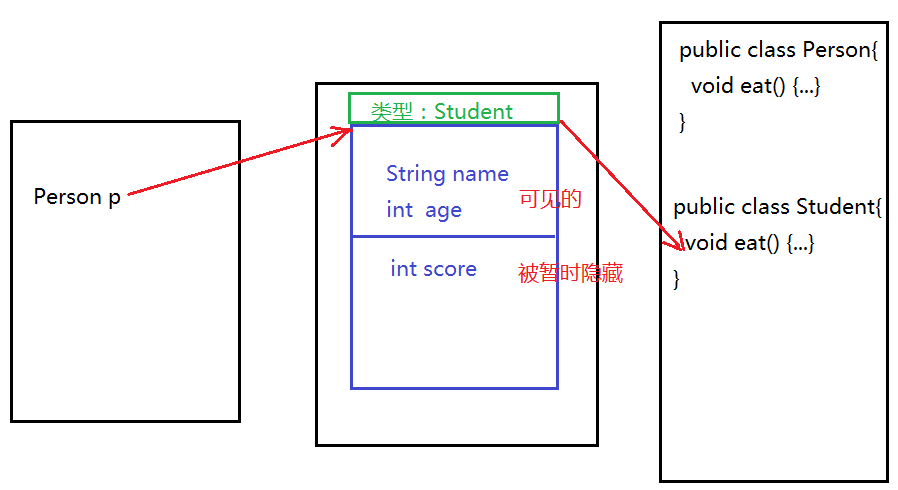 Person p
类型：Student
String name
int age
可见的
int score
被暂时隐藏
public class Person{
void eat() {...}
}
public class Student{
void eat() {...}
}